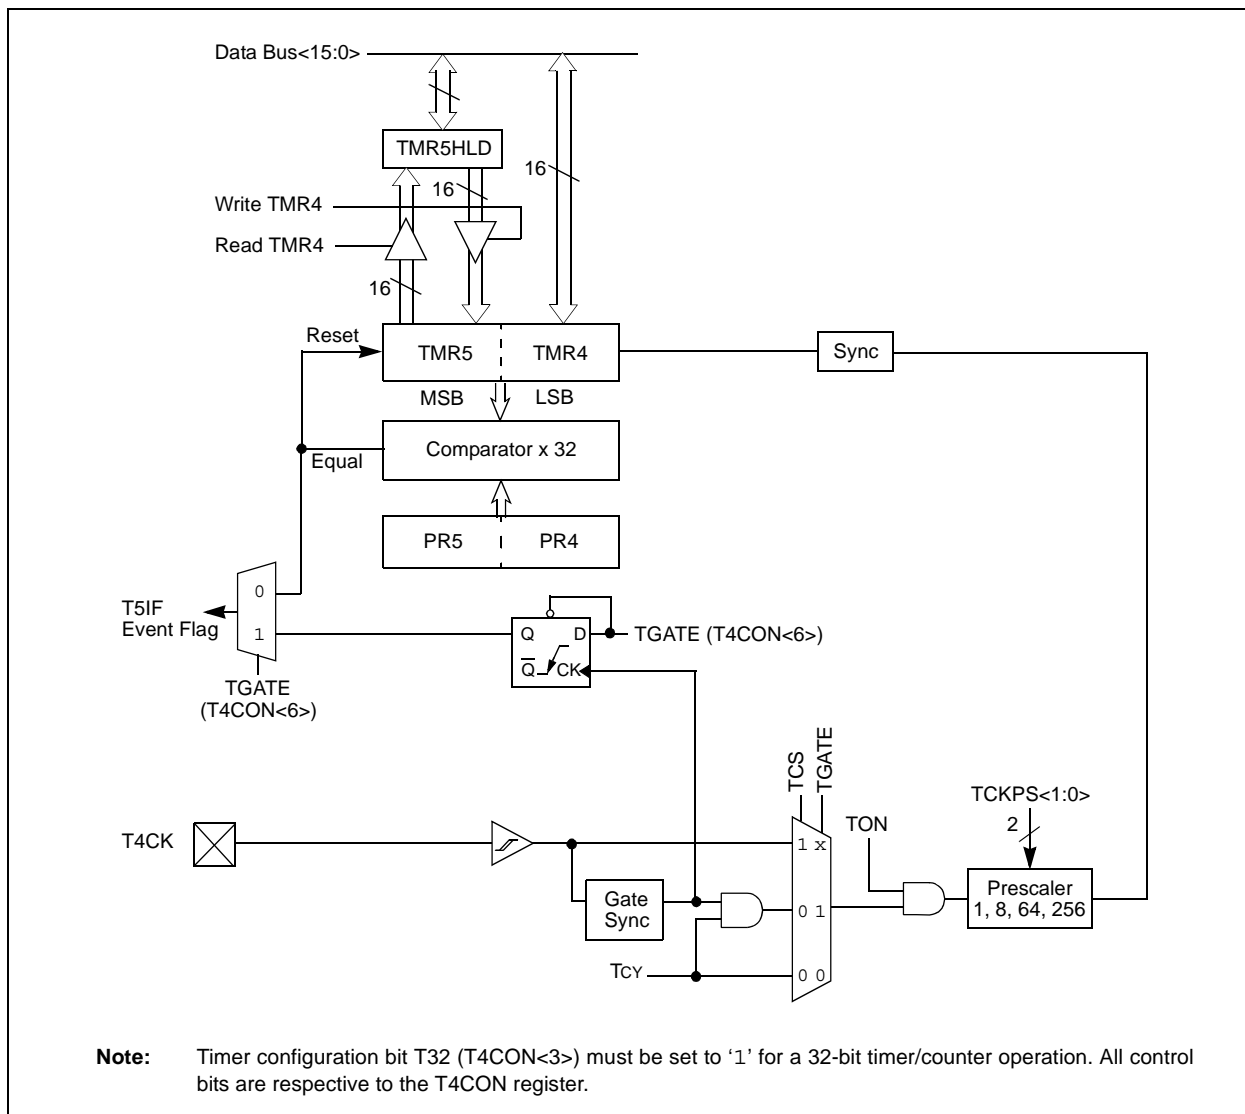 Data Bus<15:0>
TMR5HLD
16
16
Write TMR4
Read TMR4
16
Reset
TMR5
TMR4
Sync
MSB
LSB
Comparator x 32
Equal
PR5
PR4
0
T5IF
Event Flag
1
Q
D
TGATE (T4CON<6>)
Q
CK
TGATE
(T4CON<6>)
TCS
TGATE
TCKPS<1:0>
2
TON
T4CK
1 x
Prescaler
1, 8, 64, 256
Gate
Sync
0 1
TCY
0 0
Note: Timer configuration bit T32 (T4CON<3>) must be set to ‘1’ for a 32-bit timer/counter operation. All control
bits are respective to the T4CON register.